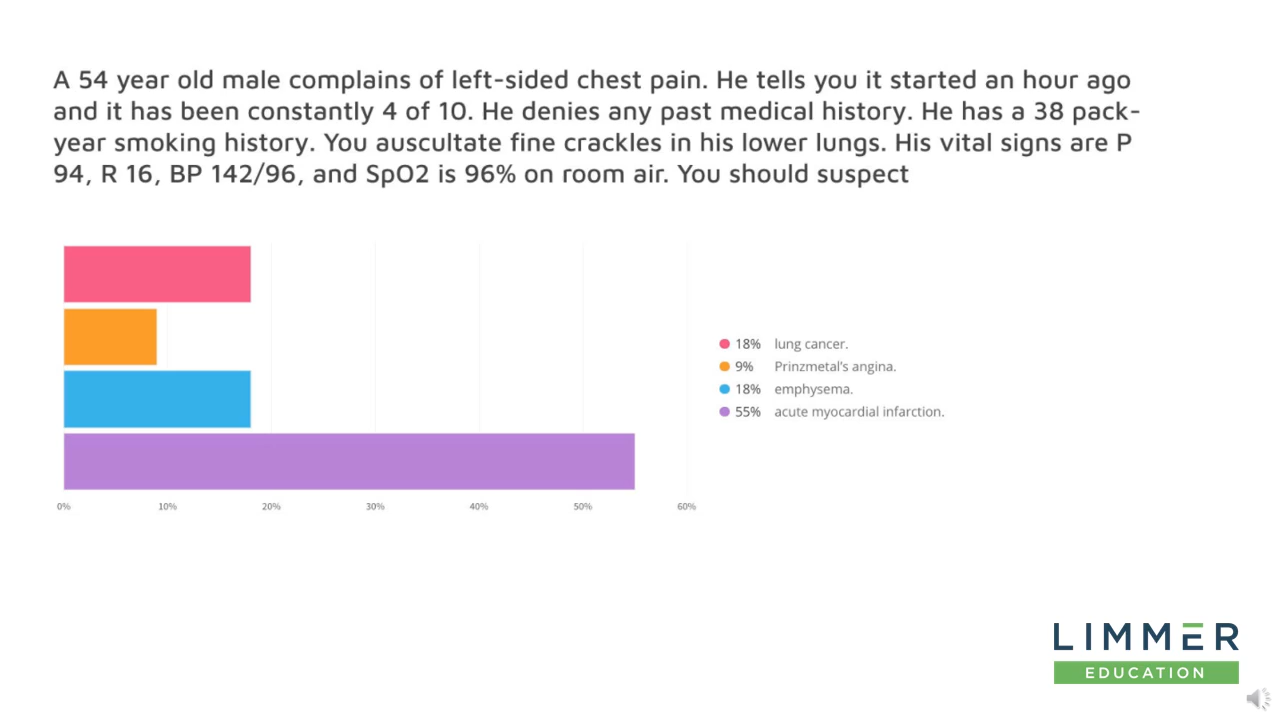 A 54 year old male complains of left-sided chest pain. He tells you it started an hour ago
and it has been constantly 4 of 10. He denies any past medical history. He has a 38 pack-
year smoking history. You auscultate fine crackles in his lower lungs. His vital signs are P
94, R 16, BP 142/96, and SpO2 is 96% on room air. You should suspect
18% lung cancer.
9% Prinzmetal's angina.
18% emphysema.
55% acute myocardial infarction.
0% 10% 20% 30% 40% 50% 60%
LIMMER
EDUCATION